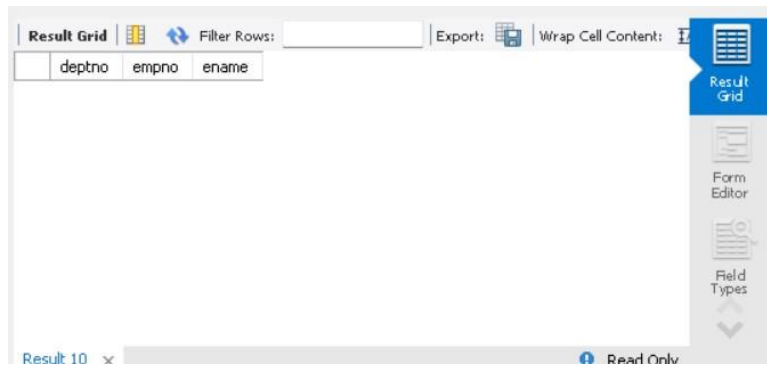 Result Grid Filter Rows: Export: Wrap Cell Content:
deptno empno ename
Result
Grid
Form
Editor
Field
Types
Result 10 × Read Only